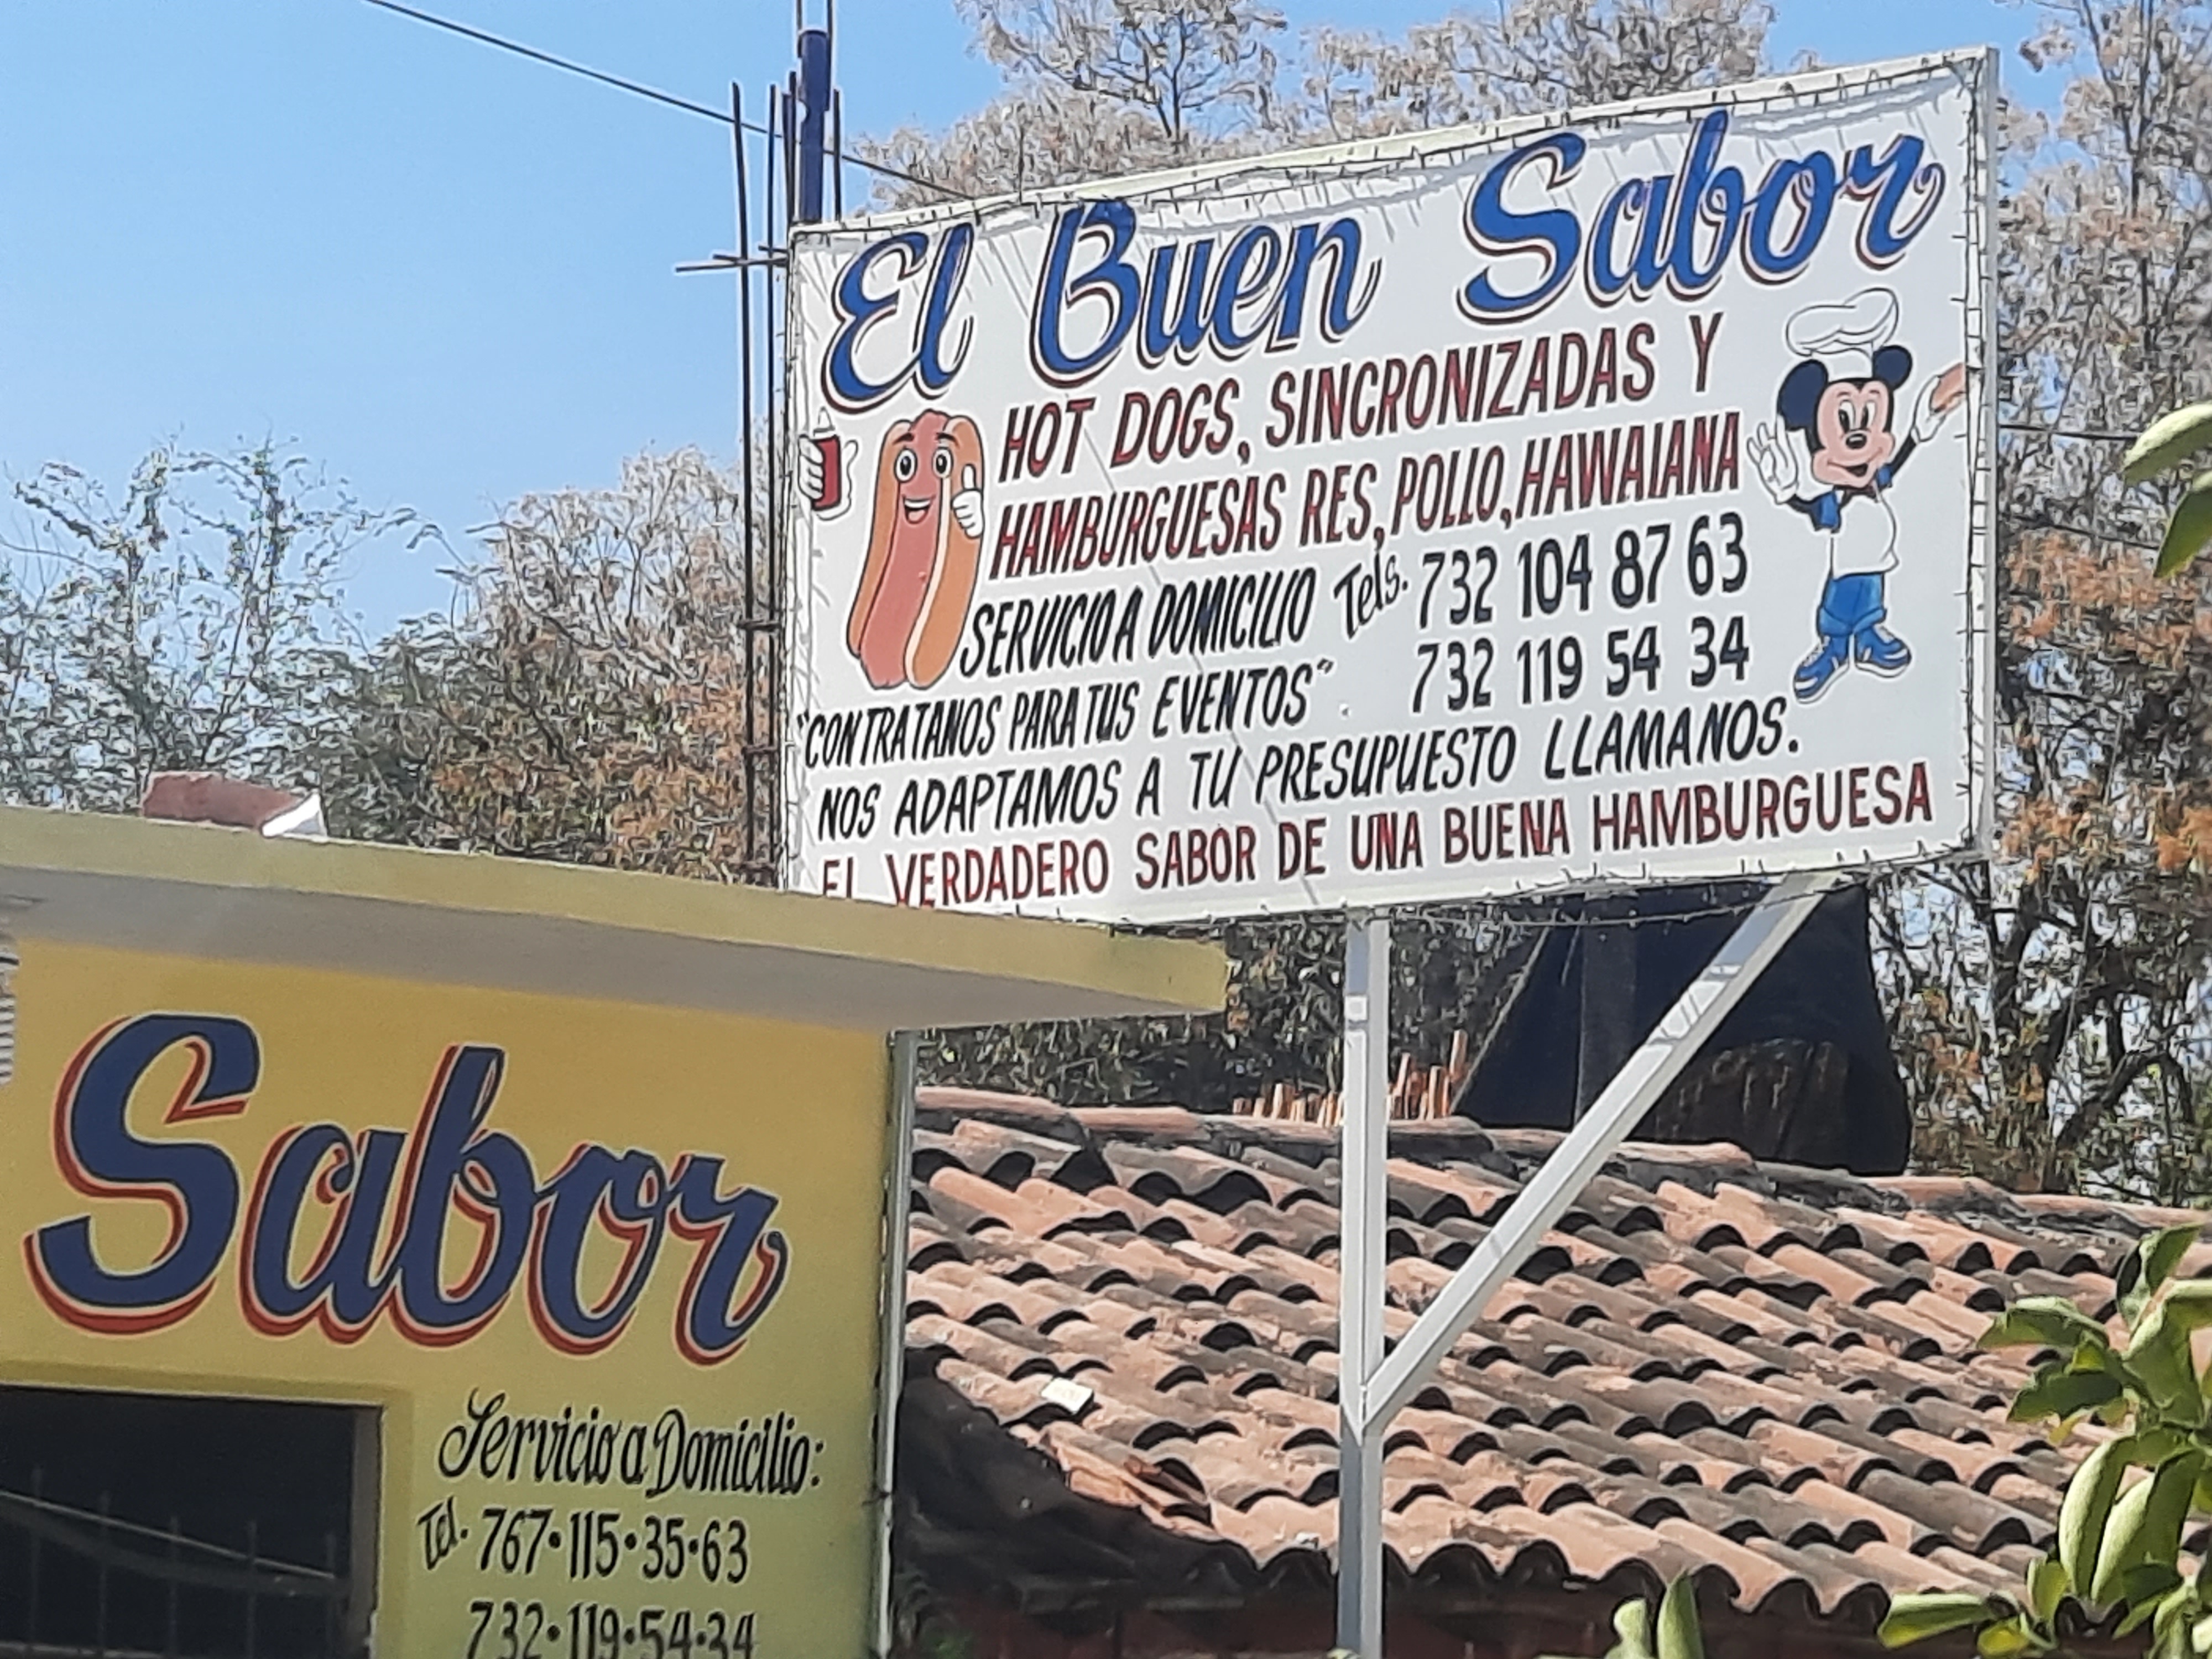 El Buen Sabor
HOT DOGS, SINCRONIZADAS Y
HAMBURGUESAS RES, POLLO, HAWAIANA
SERVICIO A DOMICILIO Tels. 732 104 87 63
732 119 54 34
"CONTRATANOS PARA TUS EVENTOS"
NOS ADAPTAMOS A TU PRESUPUESTO LLAMANOS.
EL VERDADERO SABOR DE UNA BUENA HAMBURGUESA
Sabor
Servicio a Domicilio:
Tel. 767·115·35·63
732·119·54·34